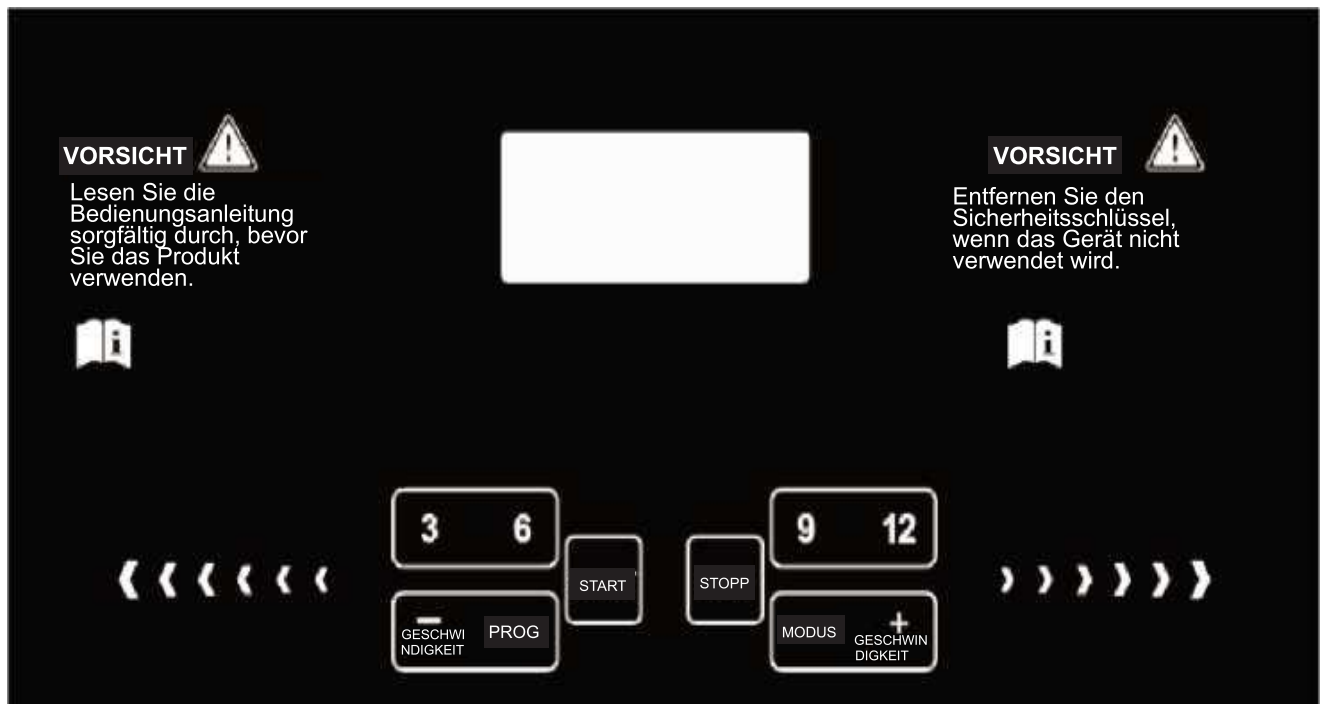 VORSICHT
Lesen Sie die
Bedienungsanleitung
sorgfältig durch, bevor
Sie das Produkt
verwenden.
VORSICHT
Entfernen Sie den
Sicherheitsschlüssel,
wenn das Gerät nicht
verwendet wird.
3 6
START
− GESCHWI
NDIGKEIT
PROG
STOPP
9 12
MODUS
+
GESCHWIN
DIGKEIT